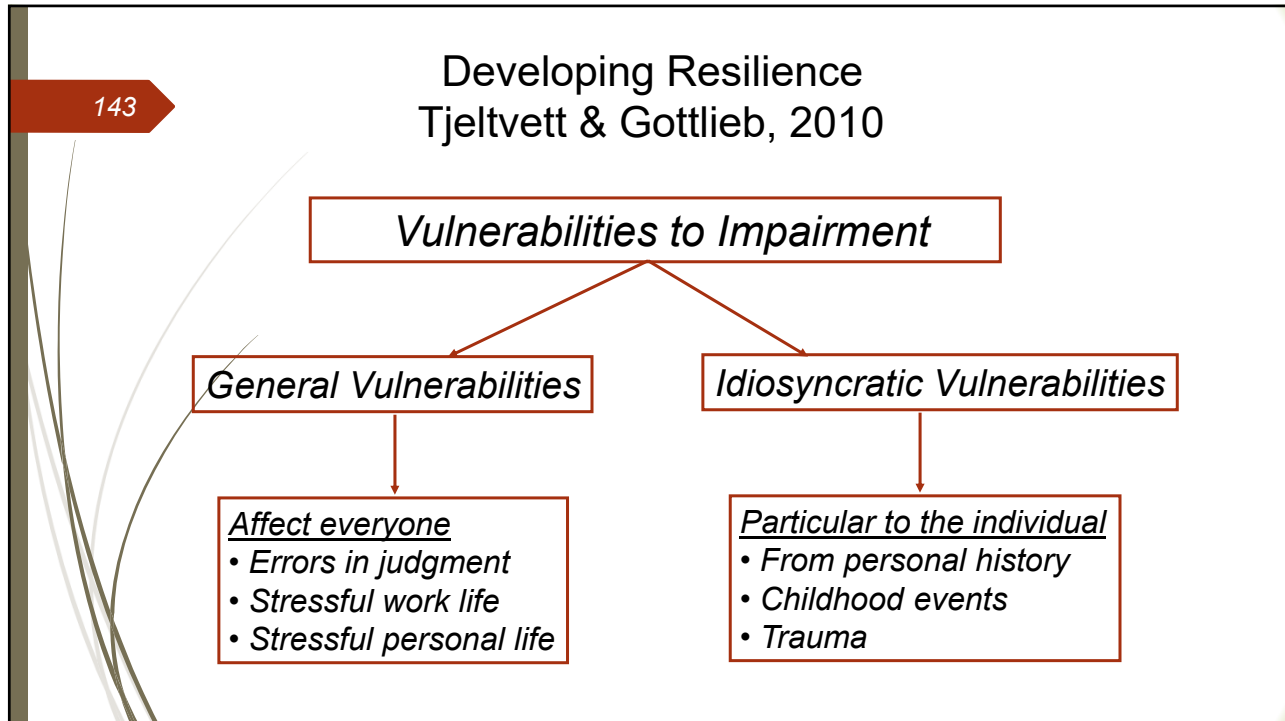 143
Developing Resilience
Tjeltvett & Gottlieb, 2010
Vulnerabilities to Impairment
General Vulnerabilities
Idiosyncratic Vulnerabilities
Affect everyone
• Errors in judgment
• Stressful work life
• Stressful personal life
Particular to the individual
• From personal history
• Childhood events
• Trauma